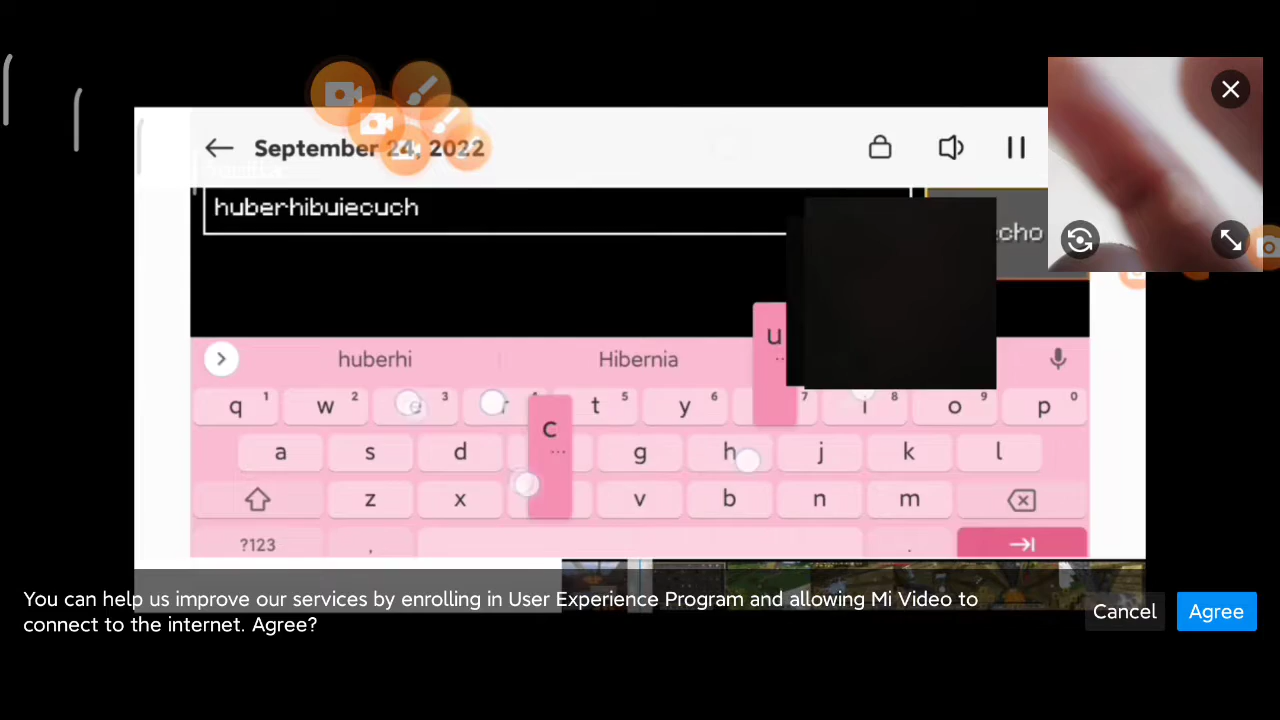 September 24, 2022
huberhibuiecuch
cho
huberhi Hibernia
u
q 1 w 2 e 3 r 4 t 5 y 6 7 i 8 o 9 p 0
c
a s d g h j k l
z x v b n m
?123 , .
You can help us improve our services by enrolling in User Experience Program and allowing Mi Video to
connect to the internet. Agree?
Cancel Agree